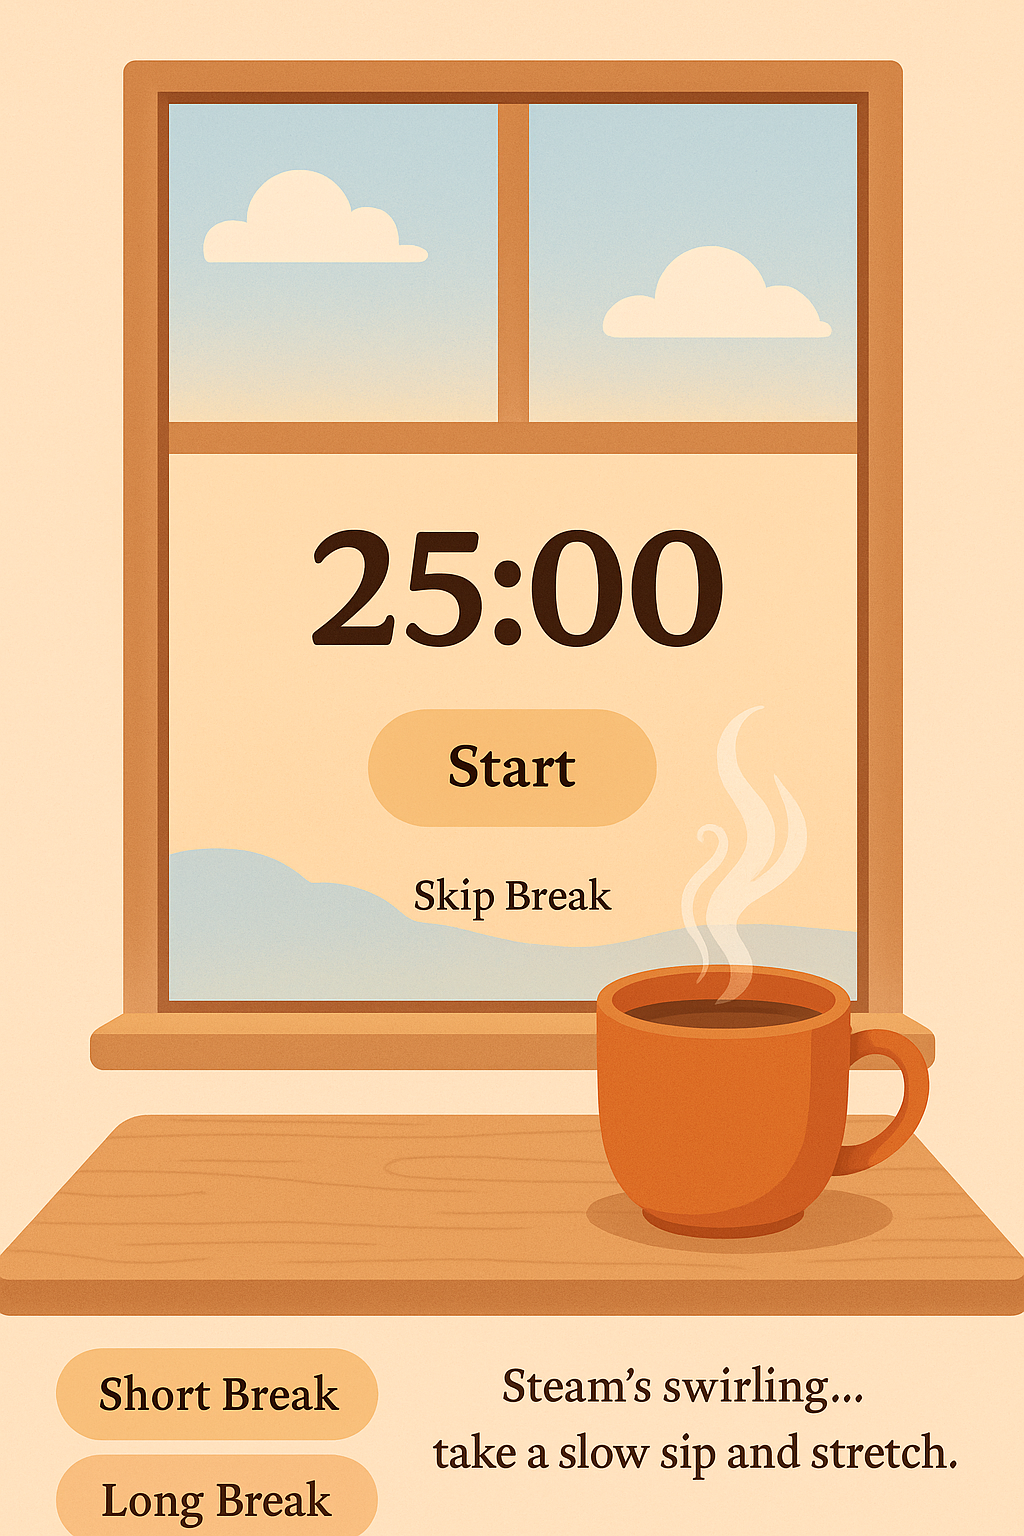 25:00
Start
Skip Break
Short Break
Long Break
Steam’s swirling...
take a slow sip and stretch.